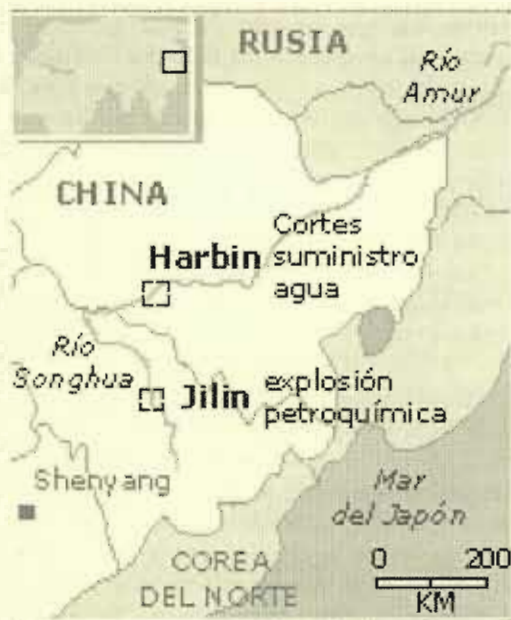 RUSIA
Río
Amur
CHINA
Cortes
Harbin suministro
agua
Río
Songhua
Jilin explosión
petroquímica
Shenyang
Mar
del Japón
COREA
DEL NORTE
0 200
KM